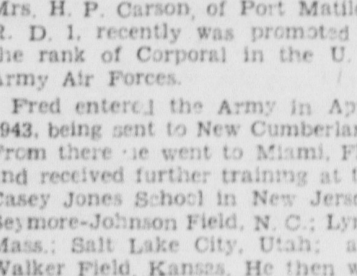 Mrs. H. P. Carson, of Port Matil
R. D. 1, recently was promoted
he rank of Corporal in the U.
Army Air Forces.
Fred entered the Army in Ap
1943, being sent to New Cumberlan
From there he went to Miami, F
and received further training at t
Casey Jones School in New Jers
Seymore-Johnson Field, N. C.; Lyn
Mass.; Salt Lake City, Utah; a
Walker Field, Kansas. He then w